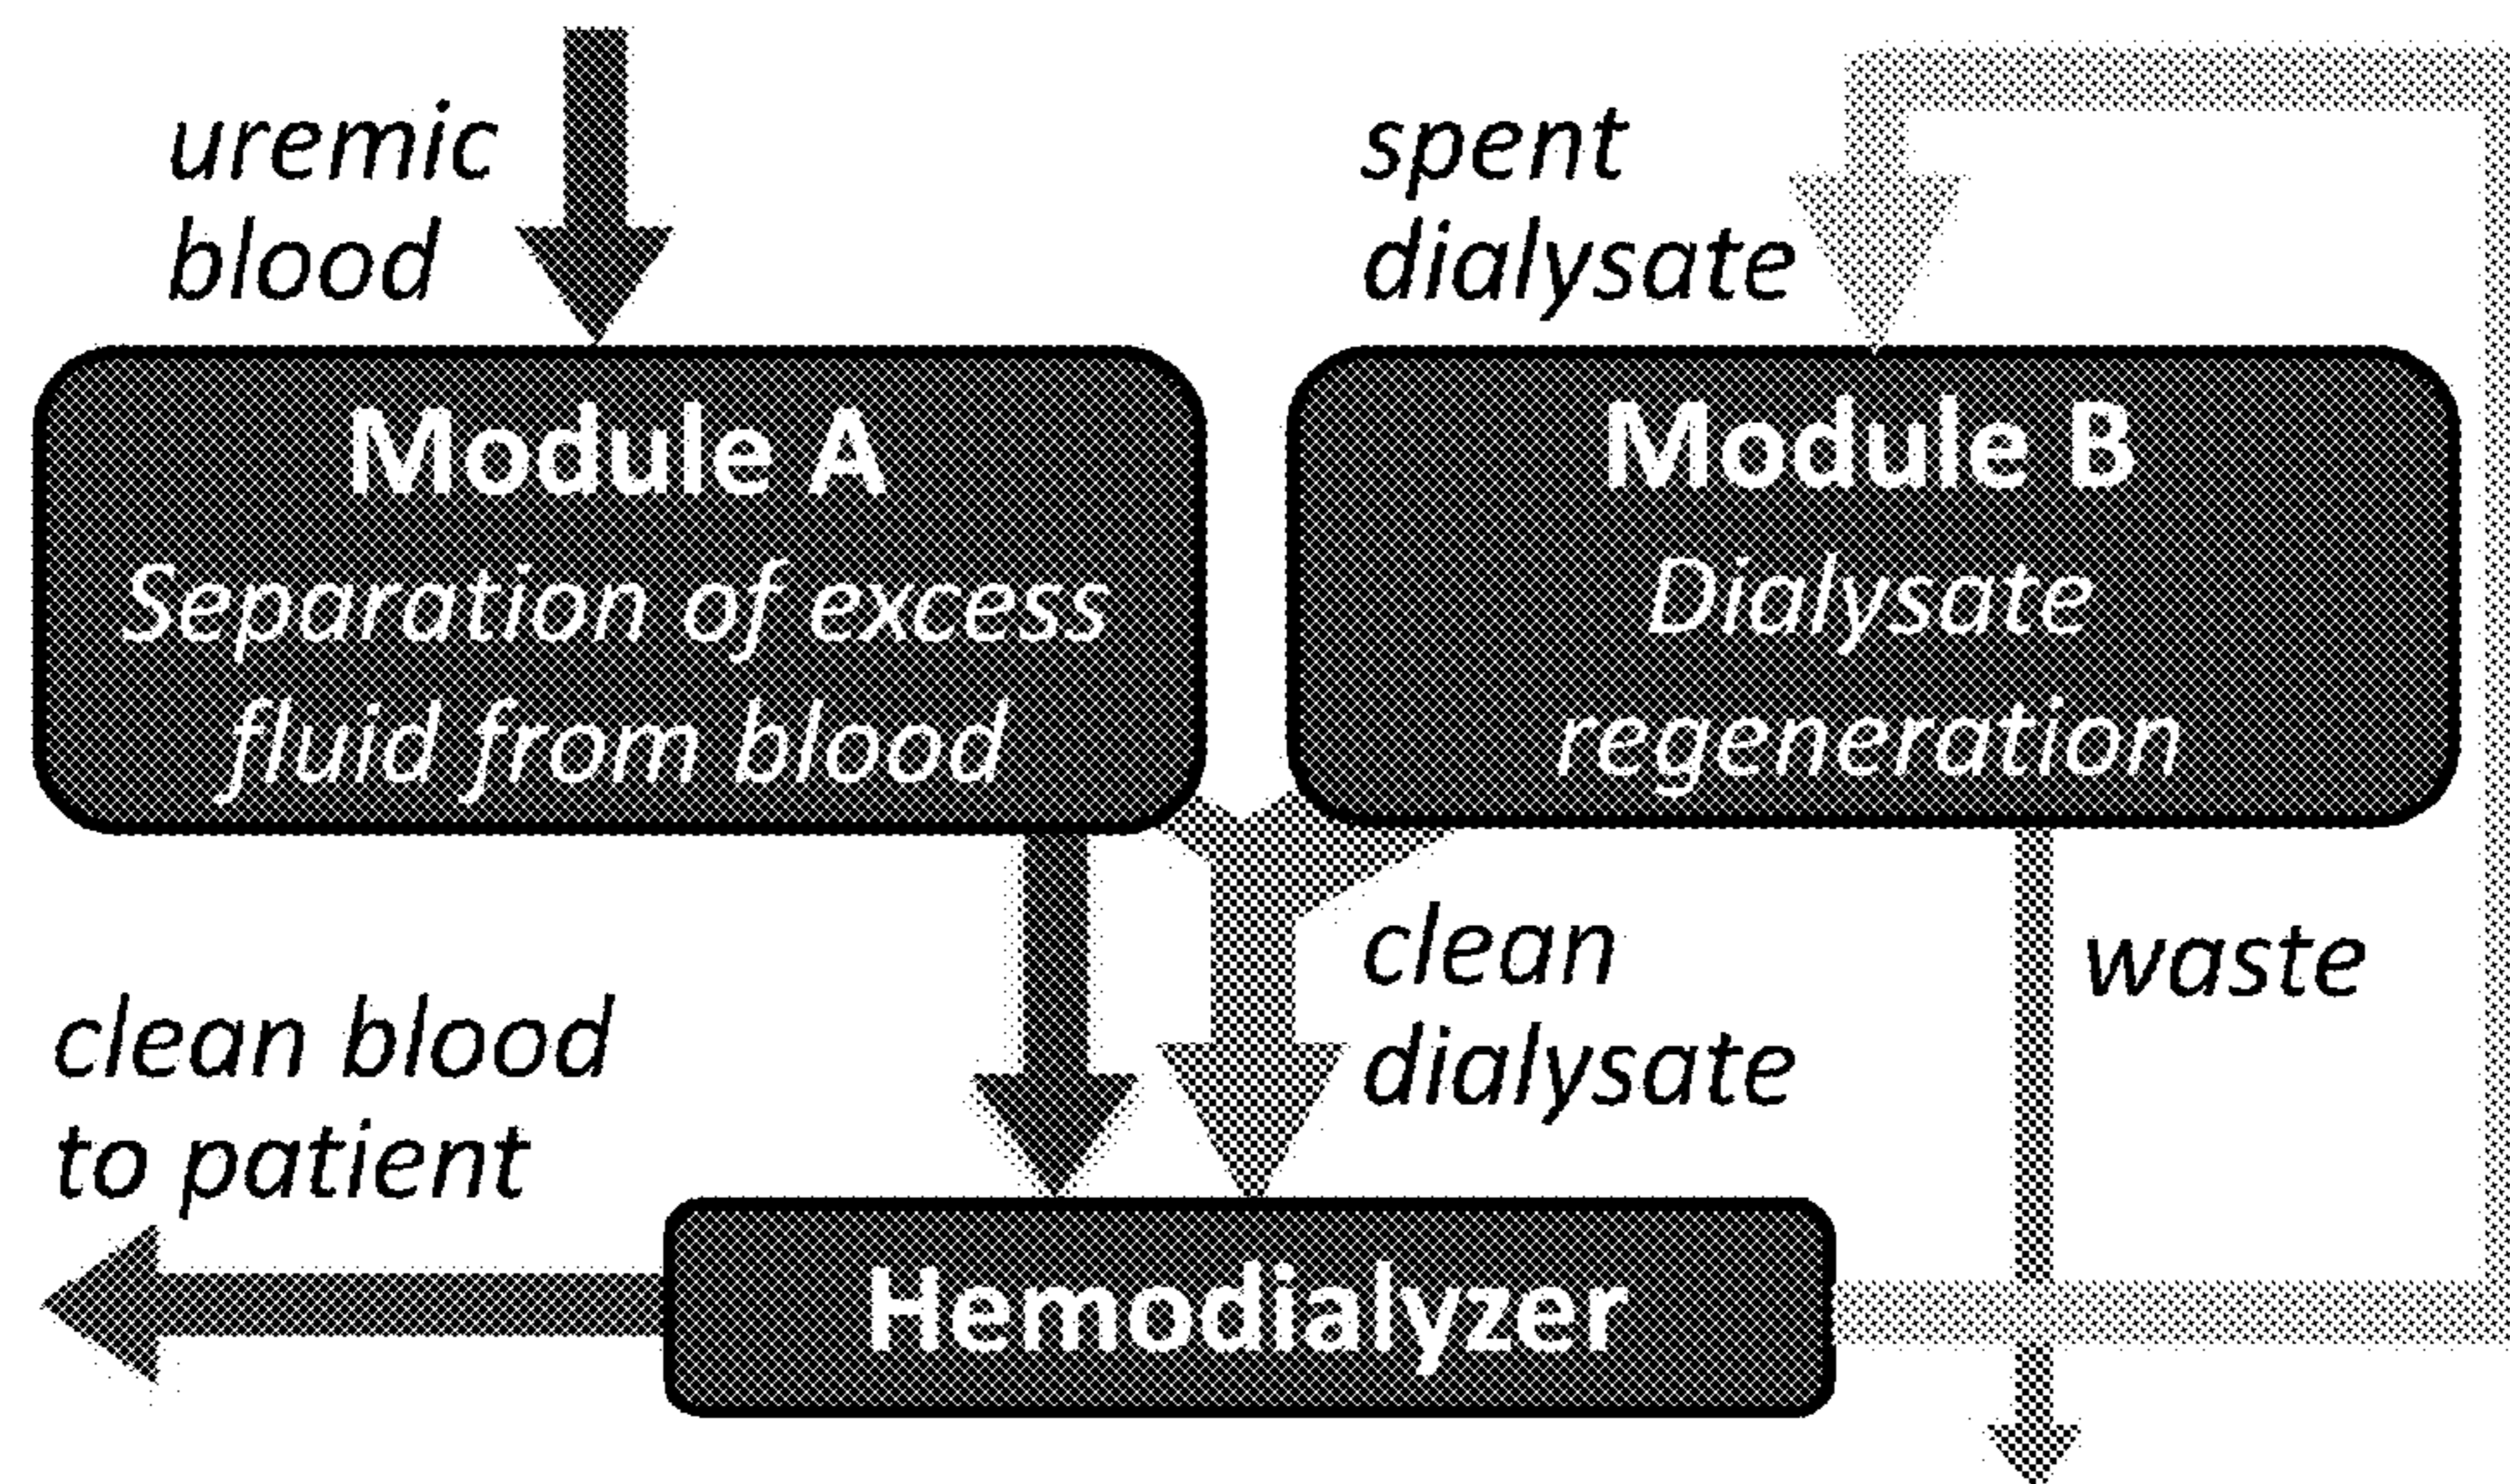 uremic
blood
spent
dialysate
Module A
Separation of excess
fluid from blood
Module B
Dialysate
regeneration
clean
dialysate
waste
clean blood
to patient
Hemodialyzer